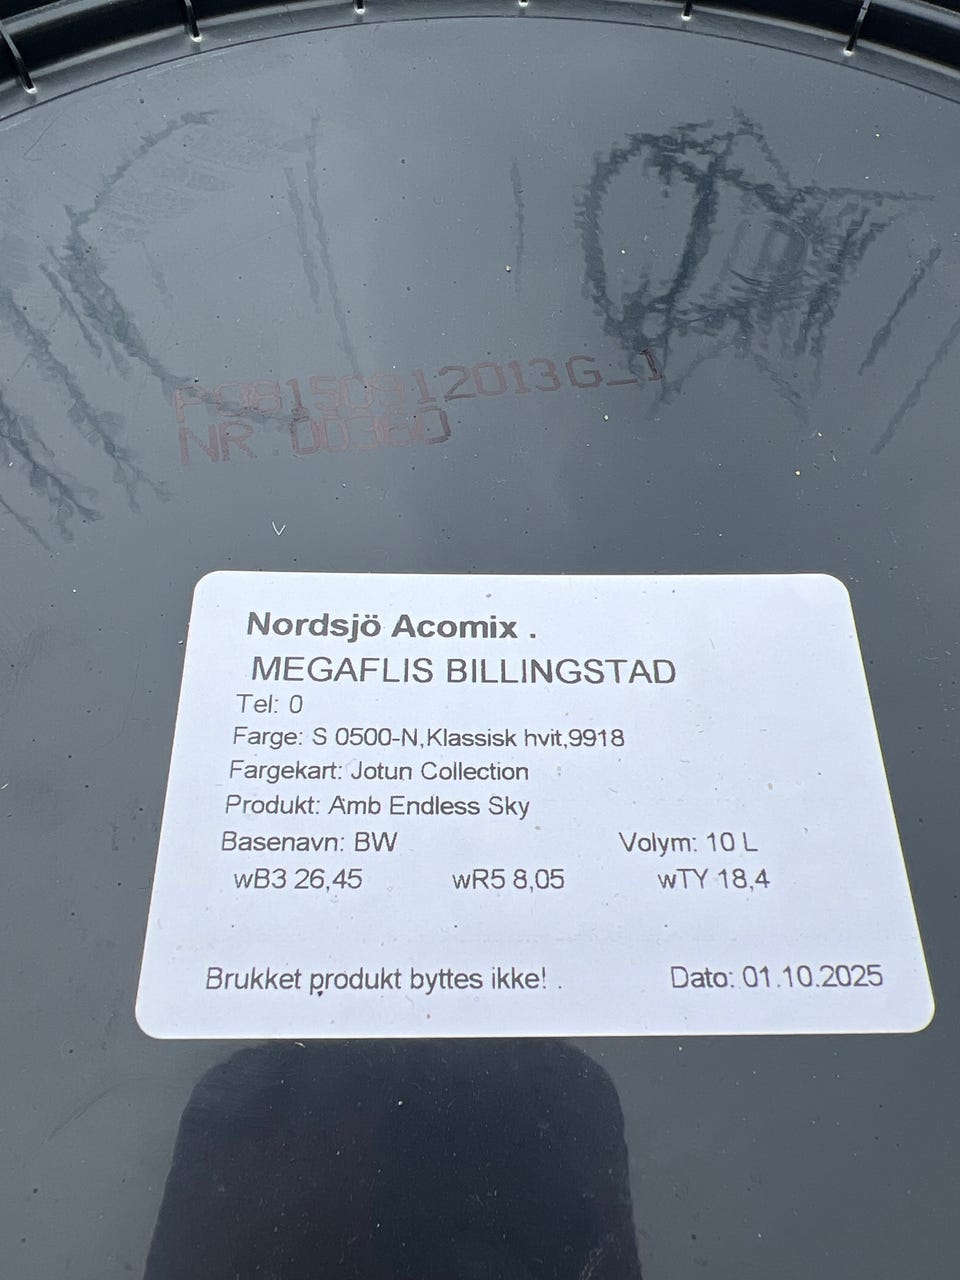 P98150912013G_1
NR.00360
Nordsjö Acomix .
MEGAFLIS BILLINGSTAD
Tel: 0
Farge: S 0500-N,Klassisk hvit,9918
Fargekart: Jotun Collection
Produkt: Amb Endless Sky
Basenavn: BW Volym: 10 L
wB3 26,45 wR5 8,05 wTY 18,4
Brukket produkt byttes ikke! . Dato: 01.10.2025